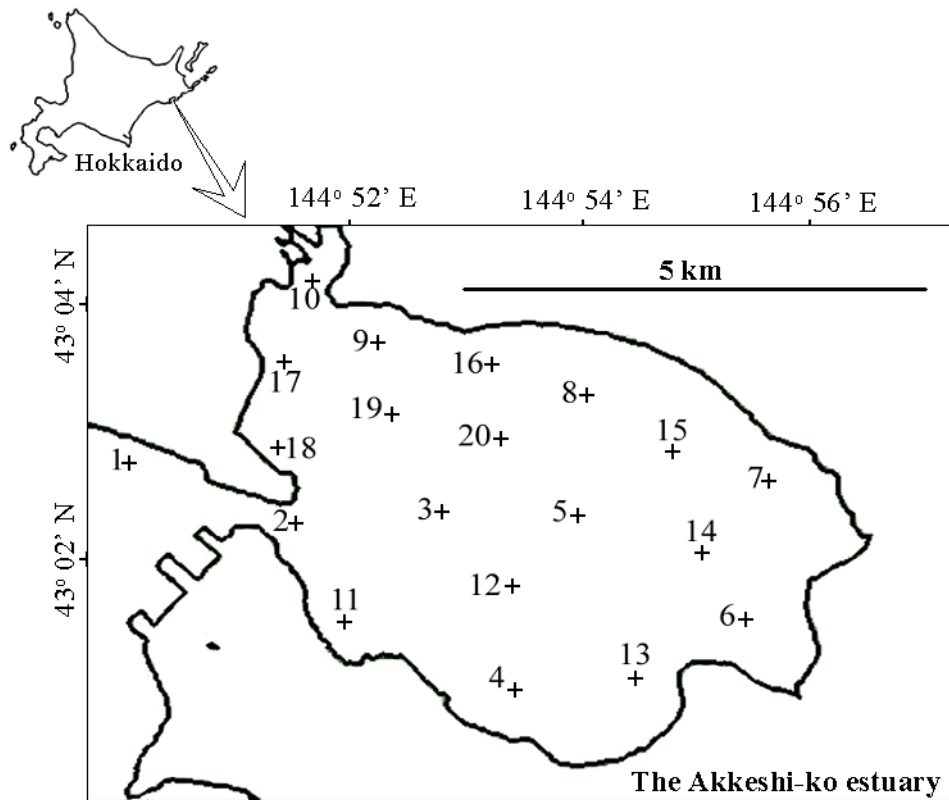 Hokkaido
144° 52’ E
144° 54’ E
144° 56’ E
5 km
43° 04’ N
10
9
16
17
8
19
20
15
18
1
7
3
5
2
14
12
11
6
13
4
43° 02’ N
The Akkeshi-ko estuary